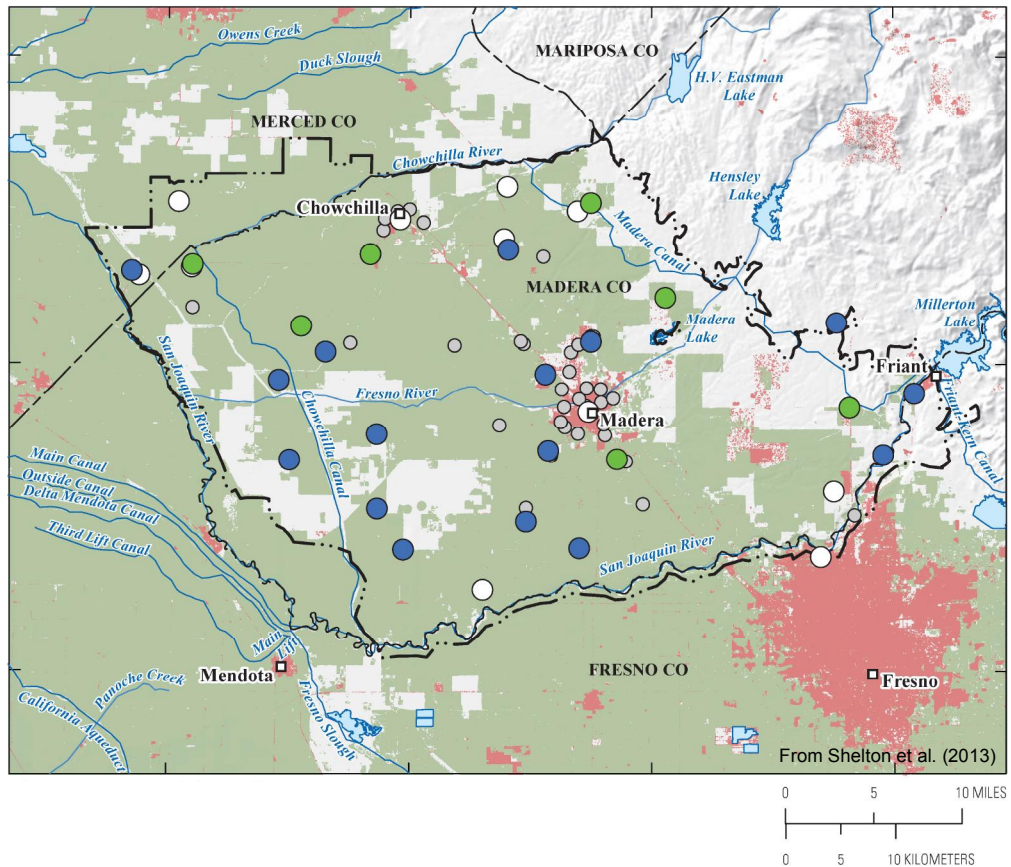 Owens Creek
Duck Slough
MARIPOSA CO
H.V. Eastman
Lake
MERCED CO
Chowchilla River
Hensley
Lake
Chowchilla
Madera Canal
MADERA CO
Millerton
Lake
Madera
Lake
San Joaquin River
Fresno River
Friant
Chowchilla Canal
Friant-Kern Canal
Madera
Main Canal
Outside Canal
Delta Mendota Canal
Third Lift Canal
San Joaquin River
Main
Lift
Mendota
FRESNO CO
Panoche Creek
Fresno
California Aqueduct
Fresno Slough
From Shelton et al. (2013)
0 5 10 MILES
0 5 10 KILOMETERS